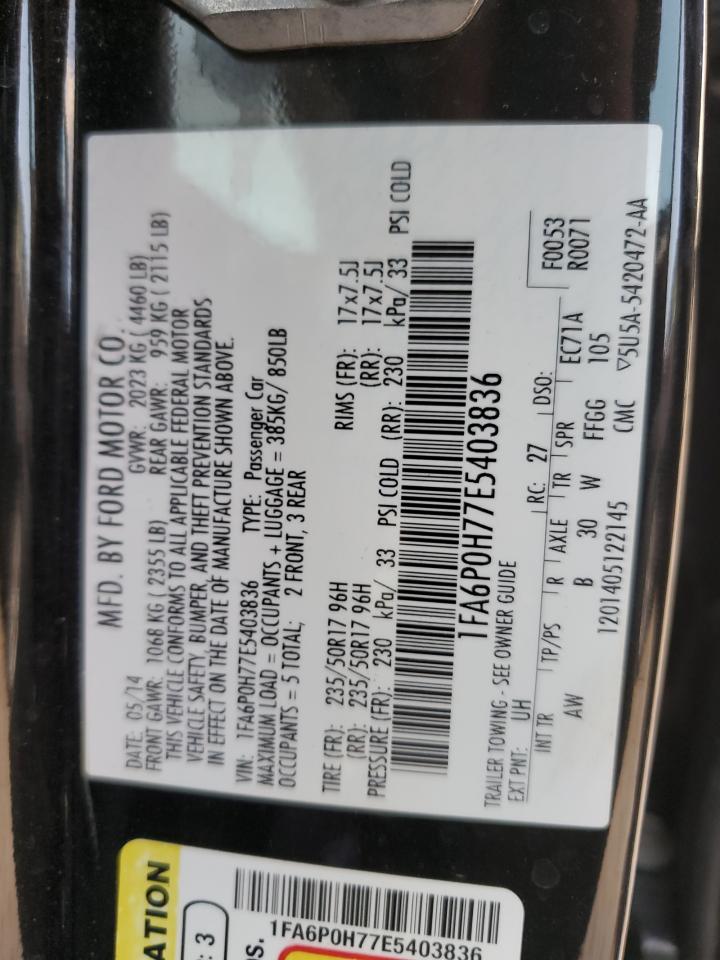 MFD. BY FORD MOTOR CO.
DATE: 05/14 GVWR: 2023 KG ( 4460 LB)
FRONT GAWR: 1068 KG ( 2355 LB) REAR GAWR: 959 KG ( 2115 LB)
THIS VEHICLE CONFORMS TO ALL APPLICABLE FEDERAL MOTOR
VEHICLE SAFETY, BUMPER, AND THEFT PREVENTION STANDARDS
IN EFFECT ON THE DATE OF MANUFACTURE SHOWN ABOVE.
VIN: 1FA6P0H77E5403836 TYPE: Passenger Car
MAXIMUM LOAD = OCCUPANTS + LUGGAGE = 385KG/ 850LB
OCCUPANTS = 5 TOTAL; 2 FRONT, 3 REAR
TIRE (FR): 235/50R17 96H RIMS (FR): 17x7.5J
(RR): 235/50R17 96H (RR): 17x7.5J
PRESSURE (FR): 230 kPa/ 33 PSI COLD (RR): 230 kPa/ 33 PSI COLD
1FA6P0H77E5403836
TRAILER TOWING - SEE OWNER GUIDE
EXT PNT: UH RC: 27 DSO: F0053
R0071
INT TR TP/PS R AXLE TR SPR EC71A
AW B 30 W FFGG 105
1201405122145 CMC ▽5U5A-5420472-AA
ATION
: 3
os.
1FA6P0H77E5403836